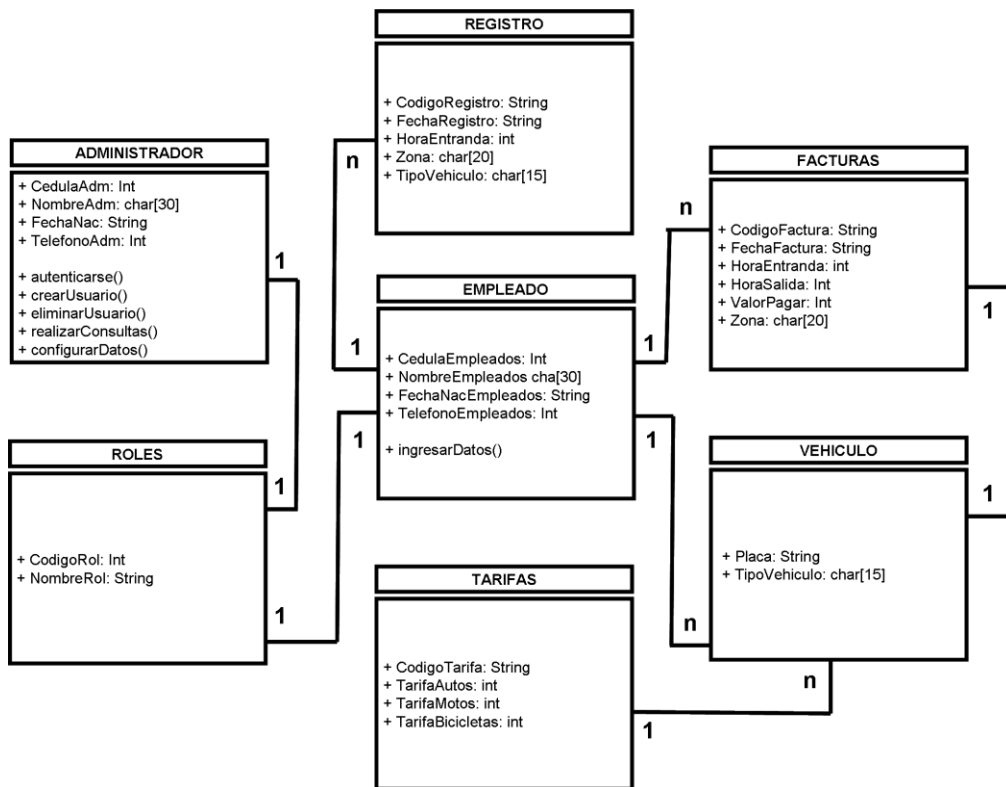 REGISTRO
+ CodigoRegistro: String
+ FechaRegistro: String
+ HoraEntranda: int
+ Zona: char[20]
+ TipoVehiculo: char[15]
n
ADMINISTRADOR
+ CedulaAdm: Int
+ NombreAdm: char[30]
+ FechaNac: String
+ TelefonoAdm: Int
+ autenticarse()
+ crearUsuario()
+ eliminarUsuario()
+ realizarConsultas()
+ configurarDatos()
1
FACTURAS
+ CodigoFactura: String
+ FechaFactura: String
+ HoraEntranda: int
+ HoraSalida: Int
+ ValorPagar: Int
+ Zona: char[20]
n
1
EMPLEADO
+ CedulaEmpleados: Int
+ NombreEmpleados cha[30]
+ FechaNacEmpleados: String
+ TelefonoEmpleados: Int
+ ingresarDatos()
1
1
1
1
ROLES
+ CodigoRol: Int
+ NombreRol: String
1
1
VEHICULO
+ Placa: String
+ TipoVehiculo: char[15]
1
n
n
TARIFAS
+ CodigoTarifa: String
+ TarifaAutos: int
+ TarifaMotos: int
+ TarifaBicicletas: int
1